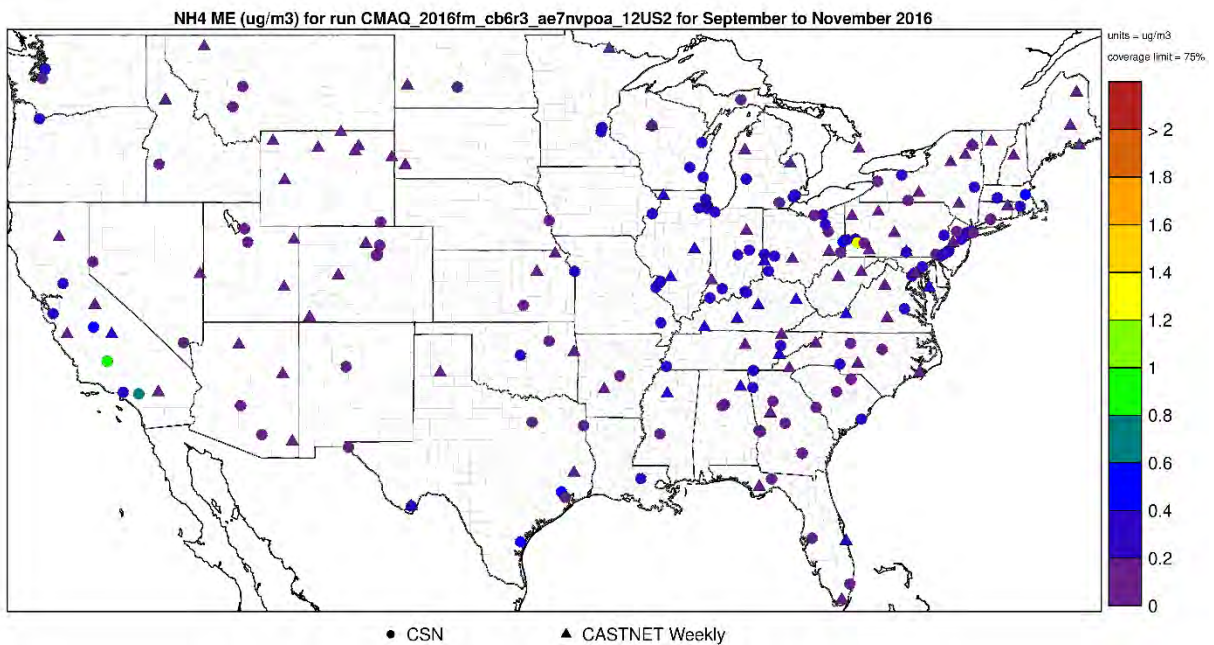 NH4 ME (ug/m3) for run CMAQ_2016fm_cb6r3_ae7nvpoa_12US2 for September to November 2016
units = ug/m3
coverage limit = 75%
> 2
1.8
1.6
1.4
1.2
1
0.8
0.6
0.4
0.2
0
CSN
CASTNET Weekly